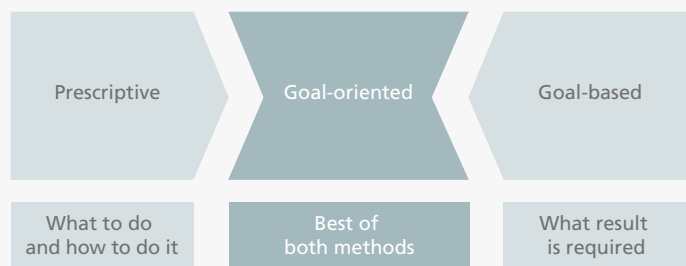 Prescriptive
Goal-oriented
Goal-based
What to do
and how to do it
Best of
both methods
What result
is required